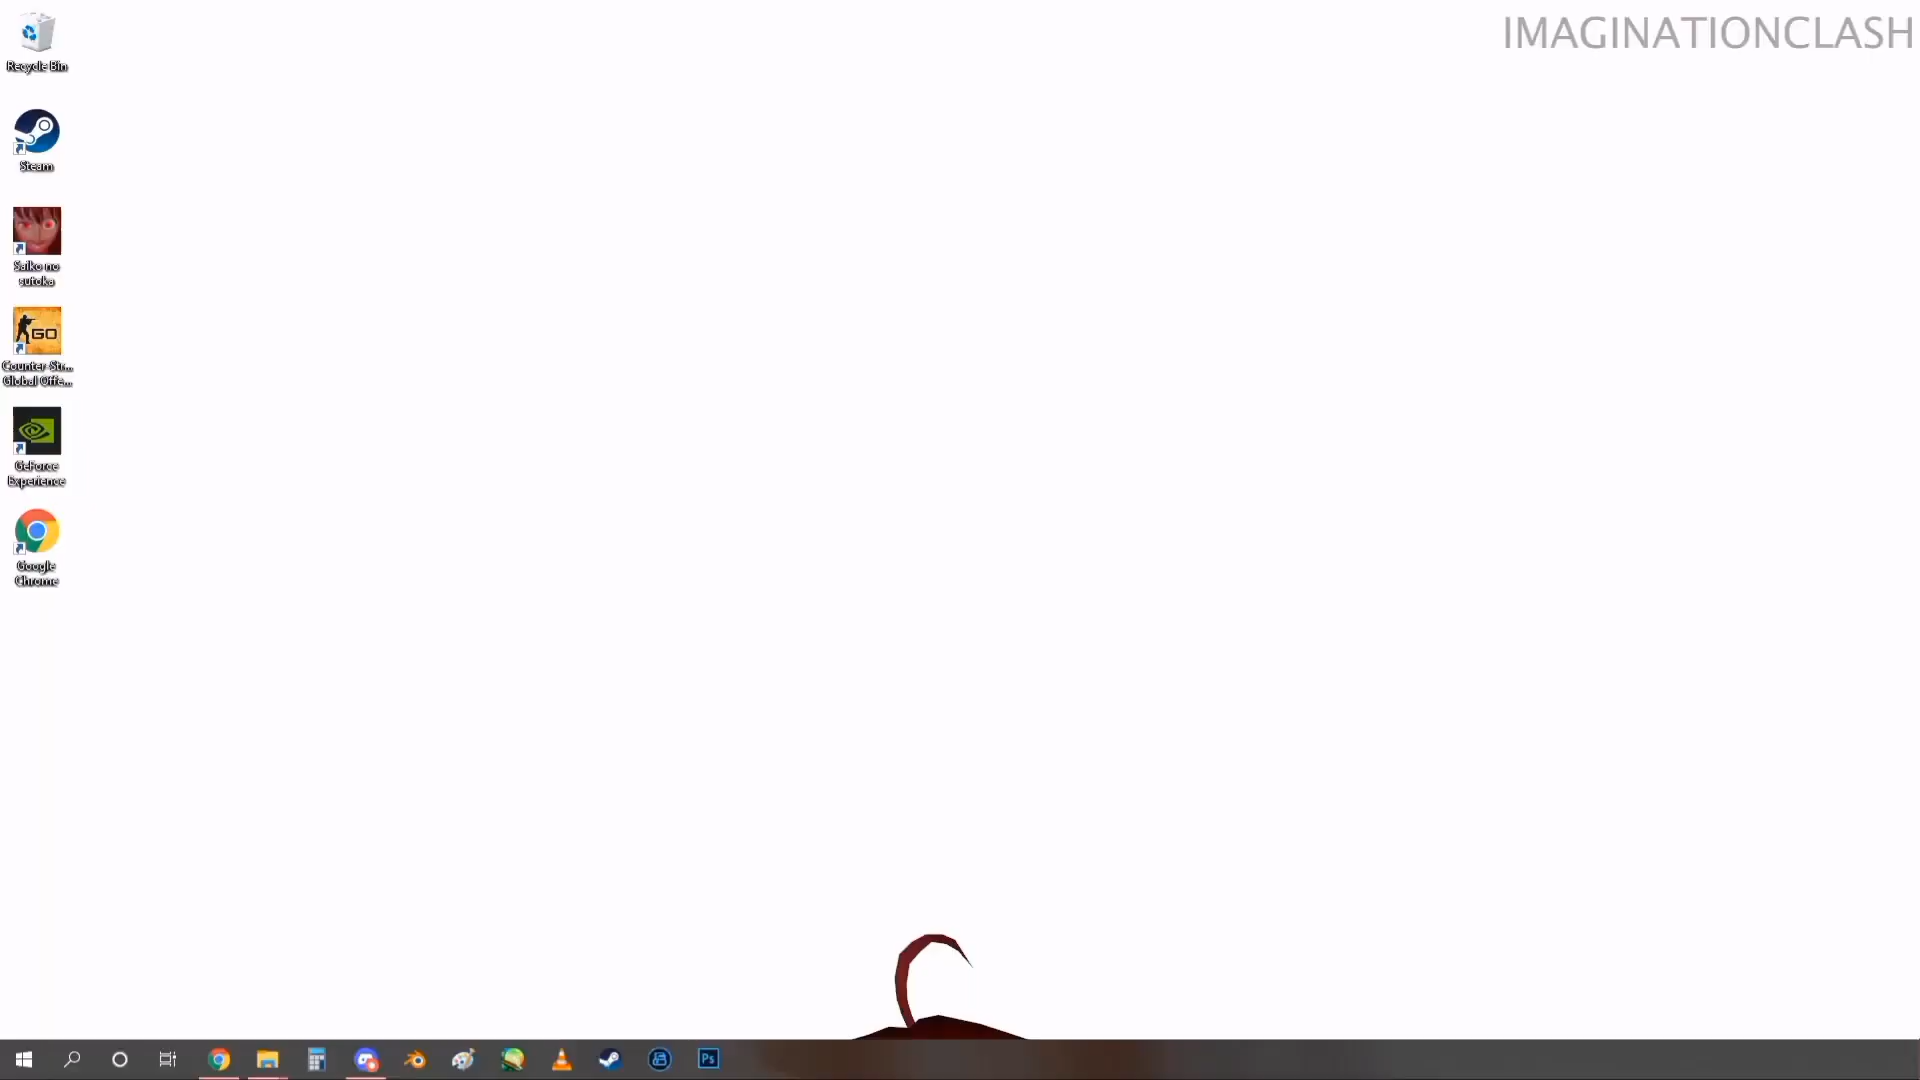 IMAGINATIONCLASH
Recycle Bin
Steam
Saiko no
sutoka
GO
Counter-Str...
Global Offe...
GeForce
Experience
Google
Chrome
Ps